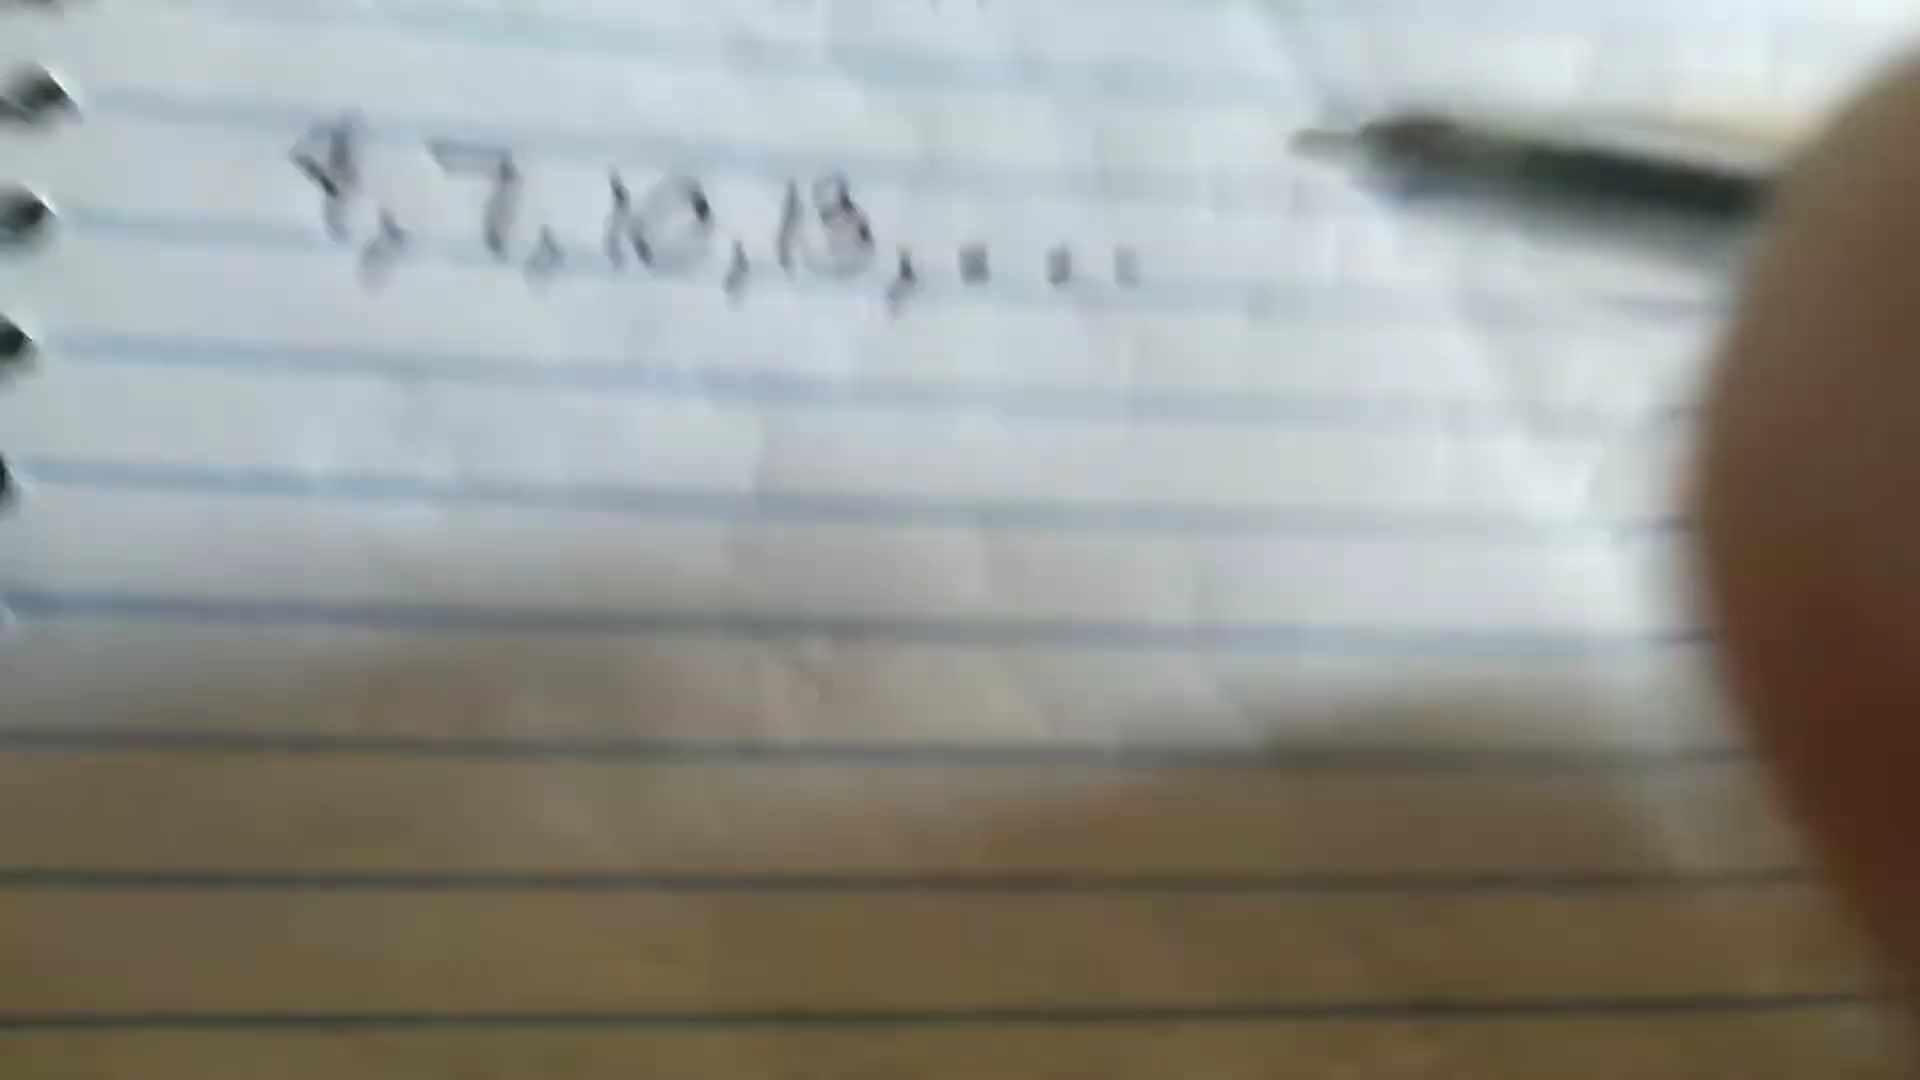 4, 7, 10, 13, ....